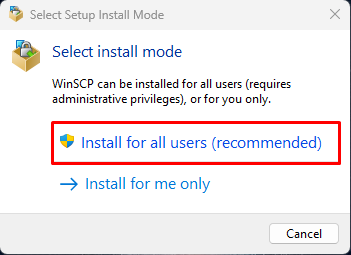 Select Setup Install Mode
Select install mode
WinSCP can be installed for all users (requires
administrative privileges), or for you only.
Install for all users (recommended)
Install for me only
Cancel